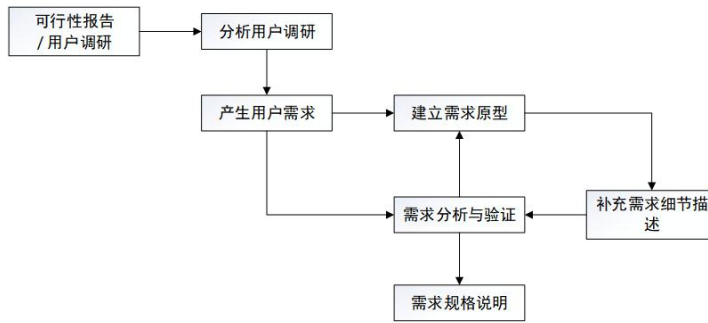 可行性报告
/用户调研
分析用户调研
产生用户需求
建立需求原型
需求分析与验证
补充需求细节描
述
需求规格说明